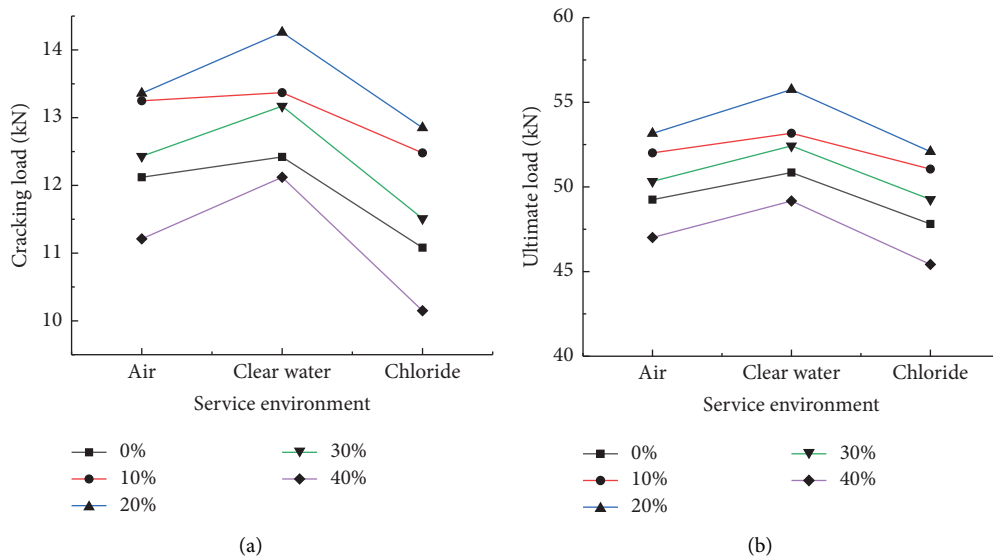 14
13
12
11
10
Cracking load (kN)
Air
Clear water
Chloride
Service environment
0%
10%
20%
30%
40%
(a)
60
55
50
45
40
Ultimate load (kN)
Air
Clear water
Chloride
Service environment
0%
10%
20%
30%
40%
(b)